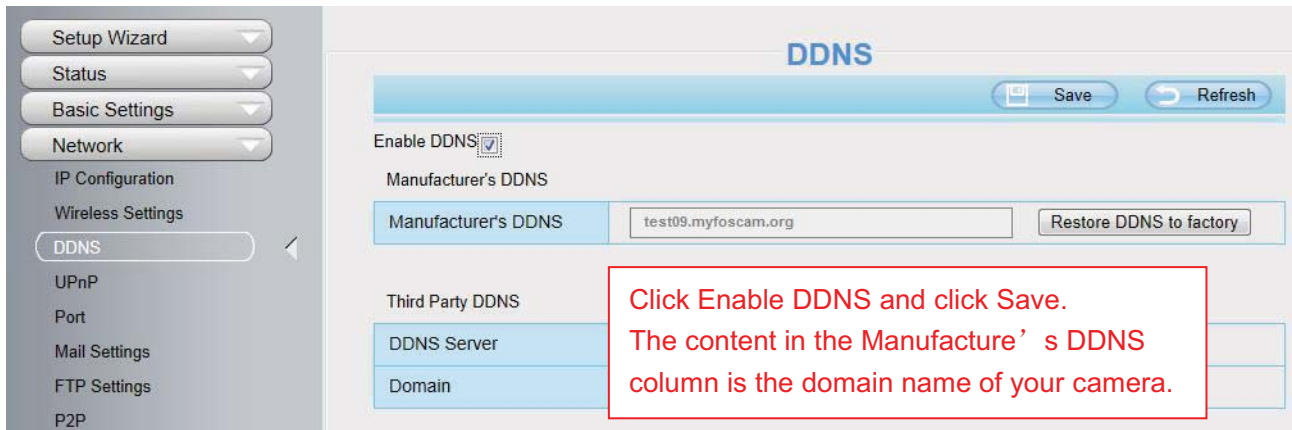 Setup Wizard
Status
Basic Settings
Network
IP Configuration
Wireless Settings
DDNS
UPnP
Port
Mail Settings
FTP Settings
P2P
DDNS
Save
Refresh
Enable DDNS
Manufacturer's DDNS
Manufacturer's DDNS
test09.myfoscam.org
Restore DDNS to factory
Third Party DDNS
DDNS Server
Domain
Click Enable DDNS and click Save.
The content in the Manufacture’s DDNS
column is the domain name of your camera.